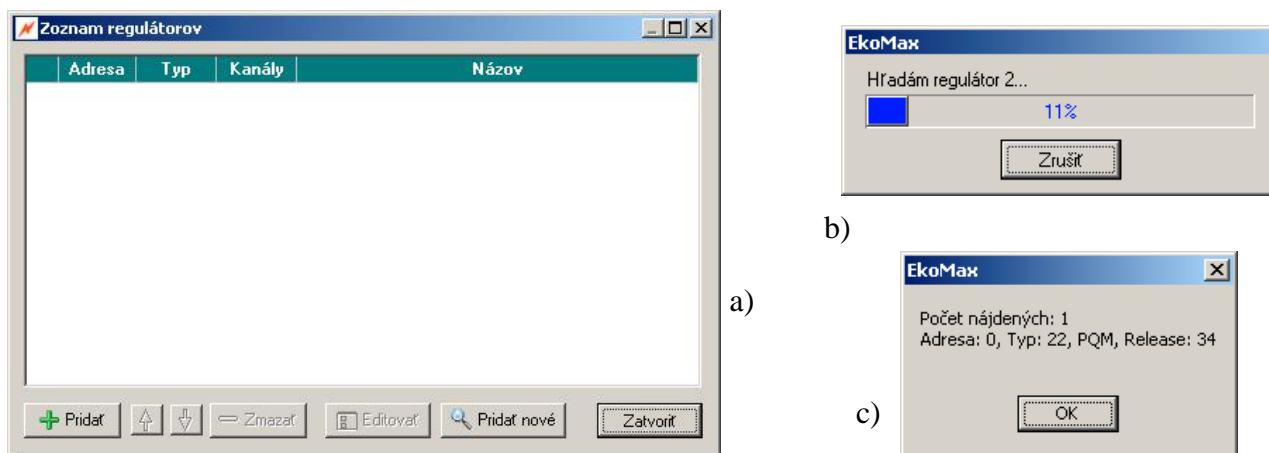 Zoznam regulátorov
Adresa Typ Kanály Názov
Pridať Zmazať Editovať Pridať nové Zatvoriť
a)
EkoMax
Hľadám regulátor 2...
11%
Zrušiť
b)
EkoMax
Počet nájdených: 1
Adresa: 0, Typ: 22, PQM, Release: 34
OK
c)